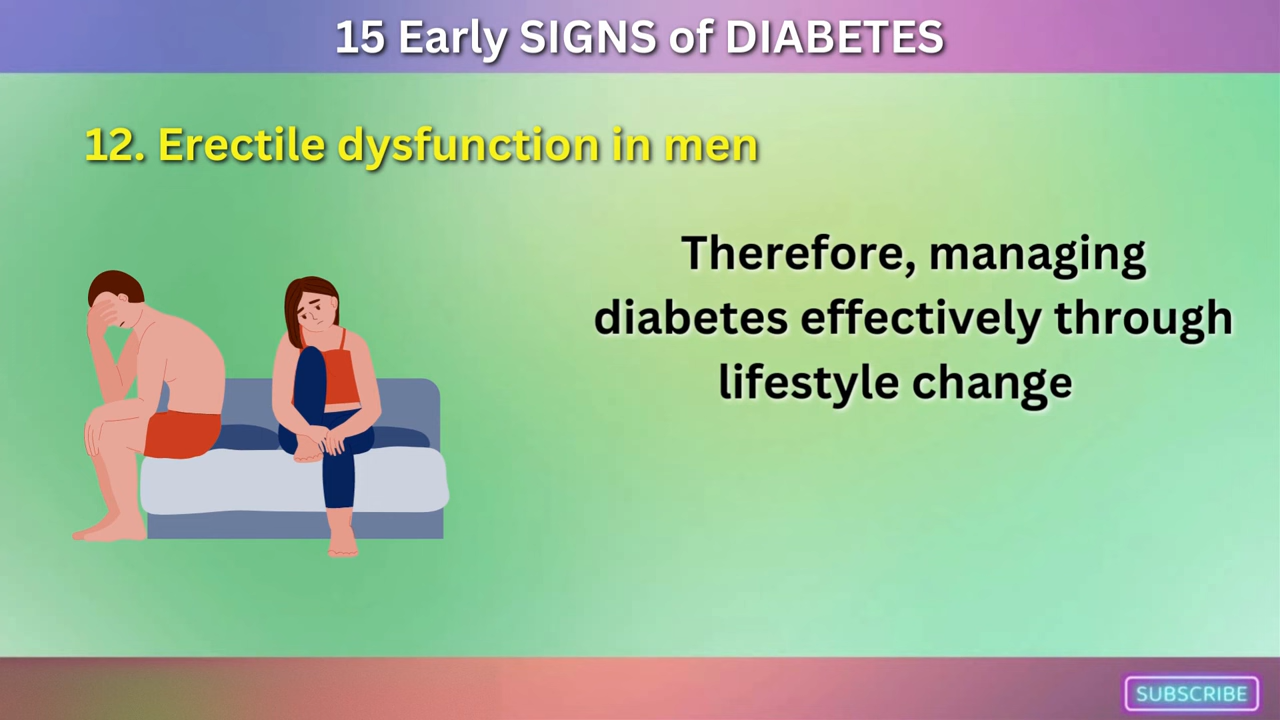 15 Early SIGNS of DIABETES
12. Erectile dysfunction in men
Therefore, managing
diabetes effectively through
lifestyle change
SUBSCRIBE